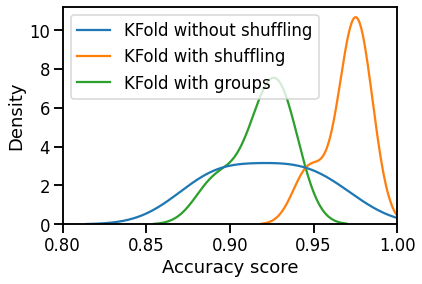 KFold without shuffling
KFold with shuffling
KFold with groups
Density
10
8
6
4
2
0
0.80 0.85 0.90 0.95 1.00
Accuracy score